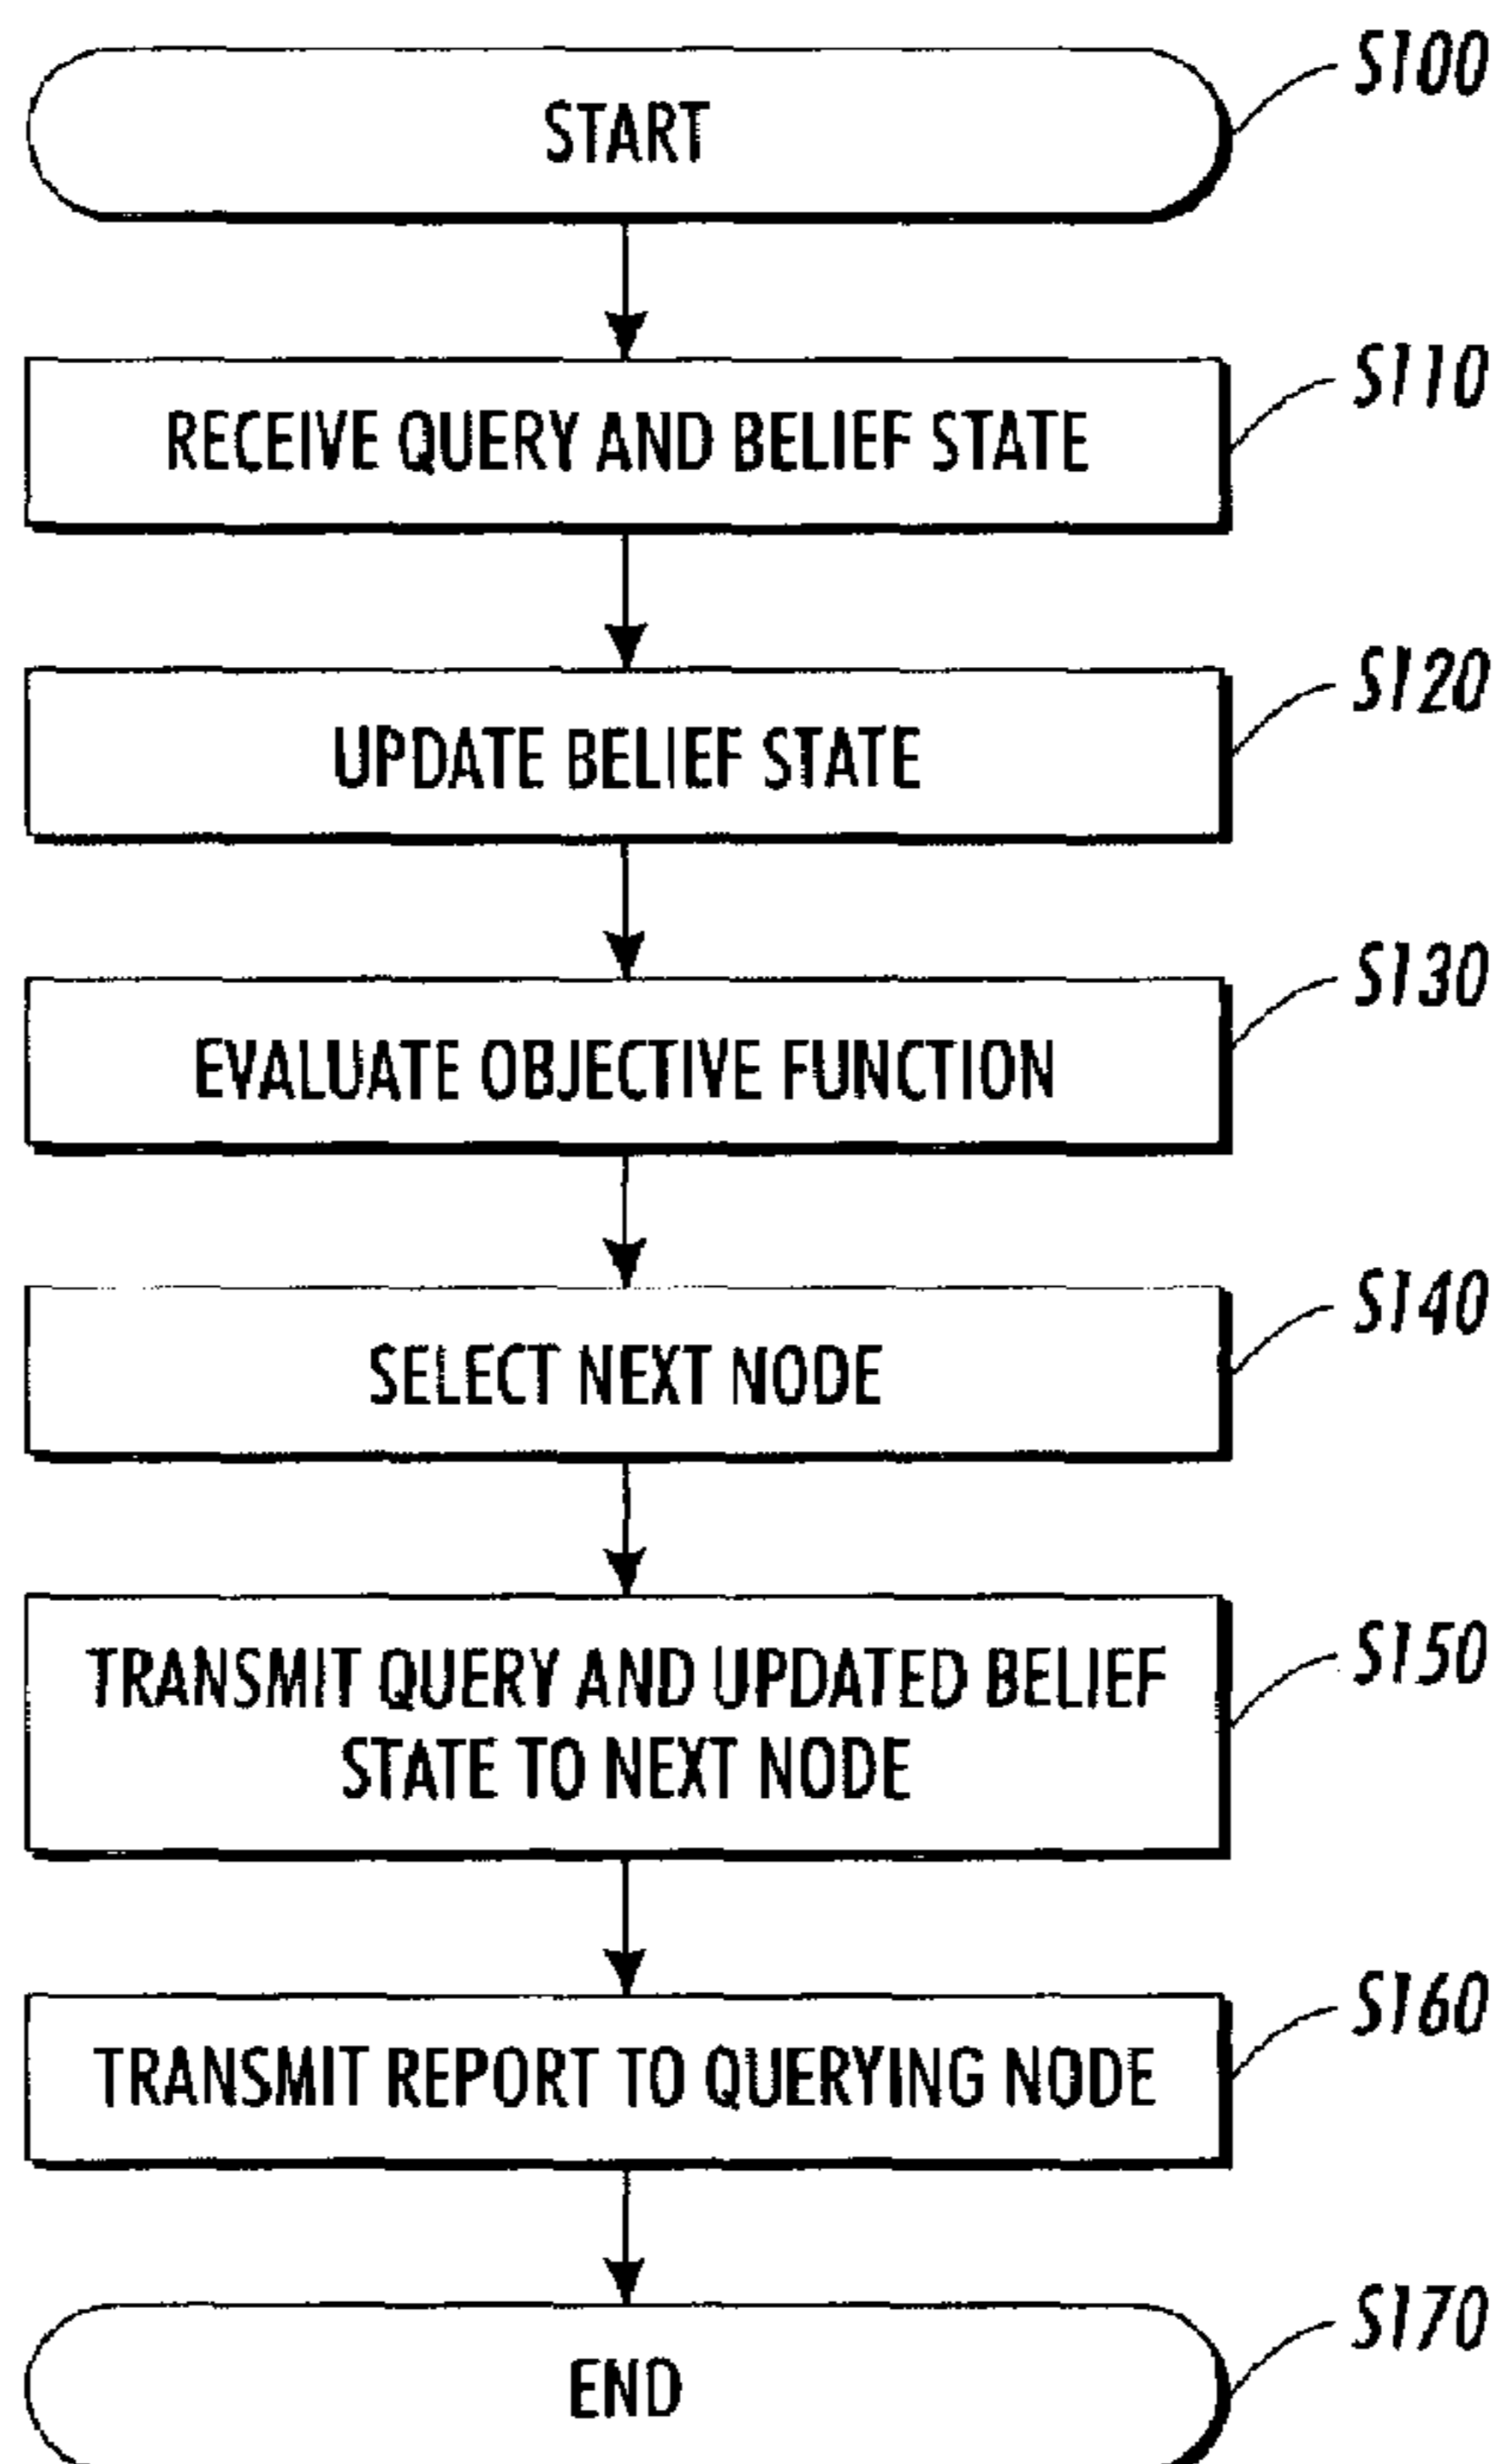 START
S100
RECEIVE QUERY AND BELIEF STATE
S110
UPDATE BELIEF STATE
S120
EVALUATE OBJECTIVE FUNCTION
S130
SELECT NEXT NODE
S140
TRANSMIT QUERY AND UPDATED BELIEF
STATE TO NEXT NODE
S150
TRANSMIT REPORT TO QUERYING NODE
S160
END
S170